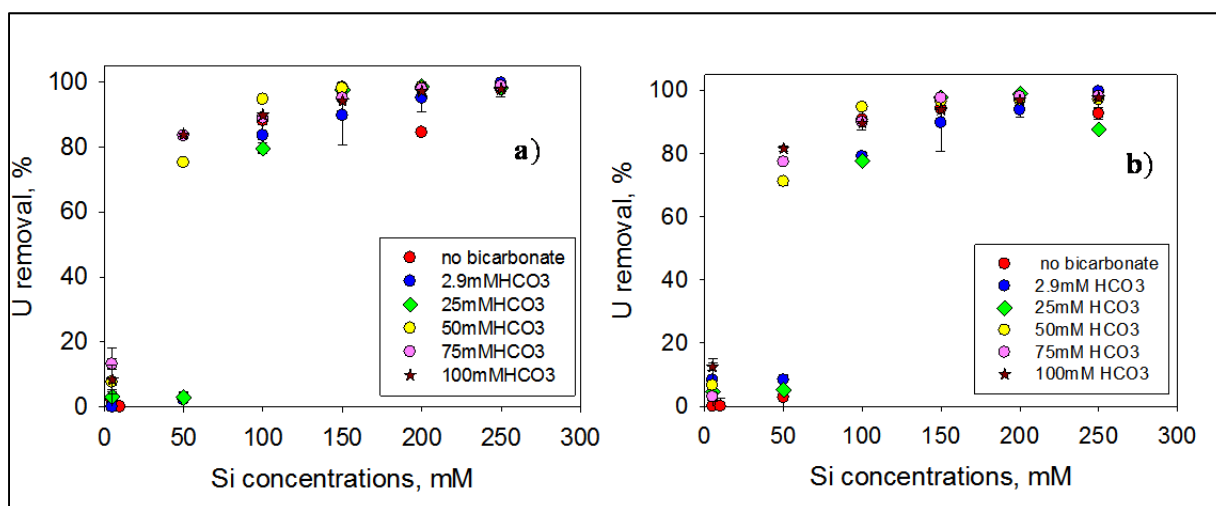 100
80
60
40
20
0
U removal, %
a)
no bicarbonate
2.9mMHCO3
25mMHCO3
50mMHCO3
75mMHCO3
100mMHCO3
0 50 100 150 200 250 300
Si concentrations, mM
100
80
60
40
20
0
U removal, %
b)
no bicarbonate
2.9mM HCO3
25mM HCO3
50mM HCO3
75mM HCO3
100mM HCO3
0 50 100 150 200 250 300
Si concentrations, mM